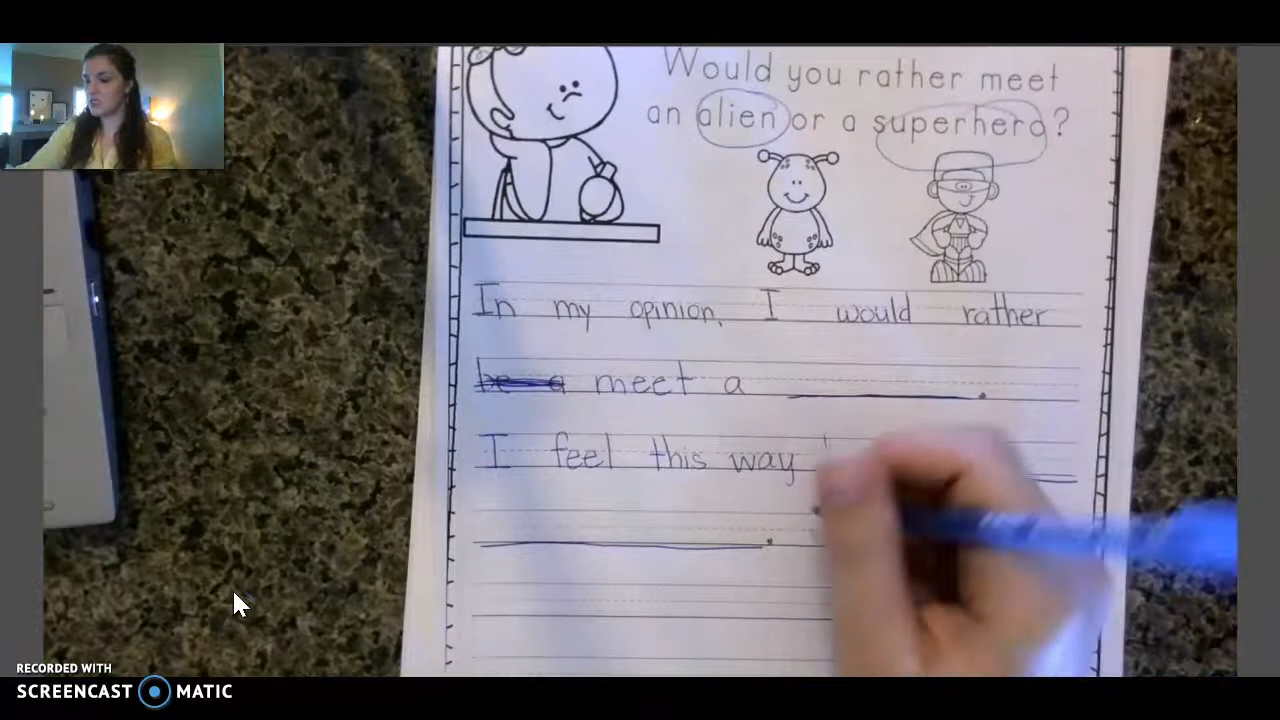 Would you rather meet
an alien or a superhero?
In my opinion, I would rather
be a meet a
I feel this way
RECORDED WITH
SCREENCAST MATIC